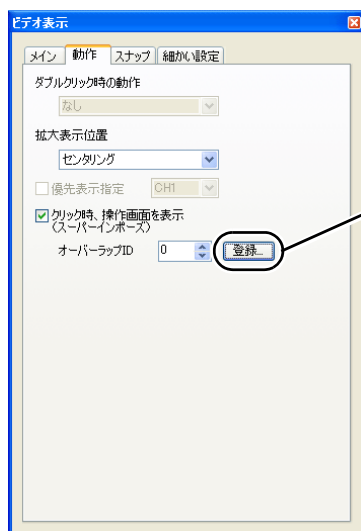 ビデオ表示
メイン 動作 スナップ 細かい設定
ダブルクリック時の動作
なし
拡大表示位置
センタリング
優先表示指定 CH1
クリック時、操作画面を表示
(スーパーインポーズ)
オーバーラップID 0 登録...